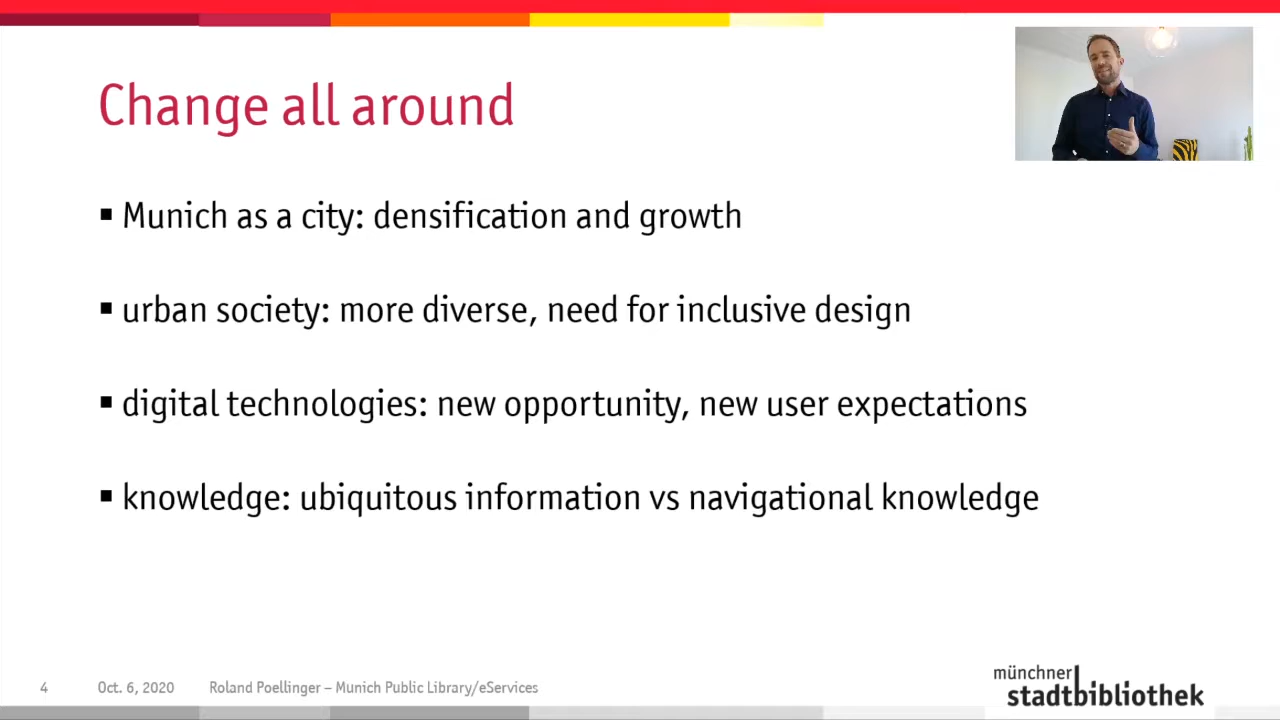 Change all around
▪ Munich as a city: densification and growth
▪ urban society: more diverse, need for inclusive design
▪ digital technologies: new opportunity, new user expectations
▪ knowledge: ubiquitous information vs navigational knowledge
4 Oct. 6, 2020 Roland Poellinger – Munich Public Library/eServices
münchner
stadtbibliothek